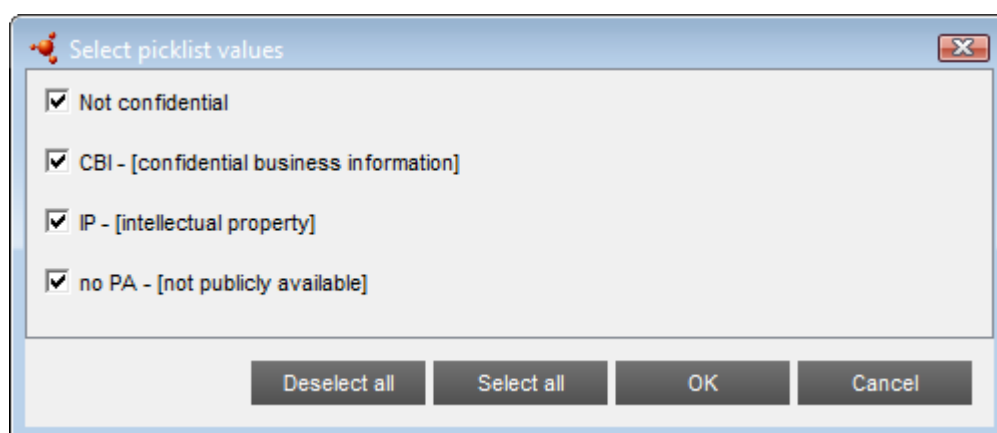 Select picklist values
Not confidential
CBI - [confidential business information]
IP - [intellectual property]
no PA - [not publicly available]
Deselect all Select all OK Cancel